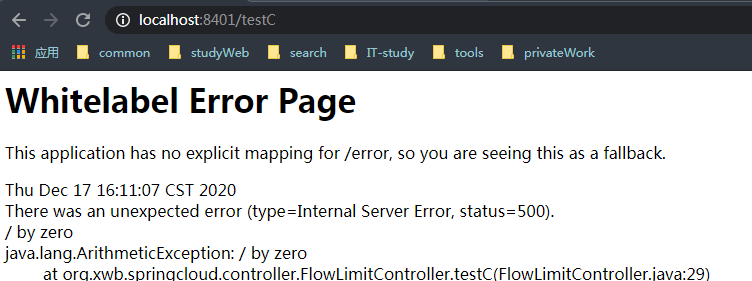 localhost:8401/testC
应用 common studyWeb search IT-study tools privateWork
Whitelabel Error Page
This application has no explicit mapping for /error, so you are seeing this as a fallback.
Thu Dec 17 16:11:07 CST 2020
There was an unexpected error (type=Internal Server Error, status=500).
/ by zero
java.lang.ArithmeticException: / by zero
at org.xwb.springcloud.controller.FlowLimitController.testC(FlowLimitController.java:29)